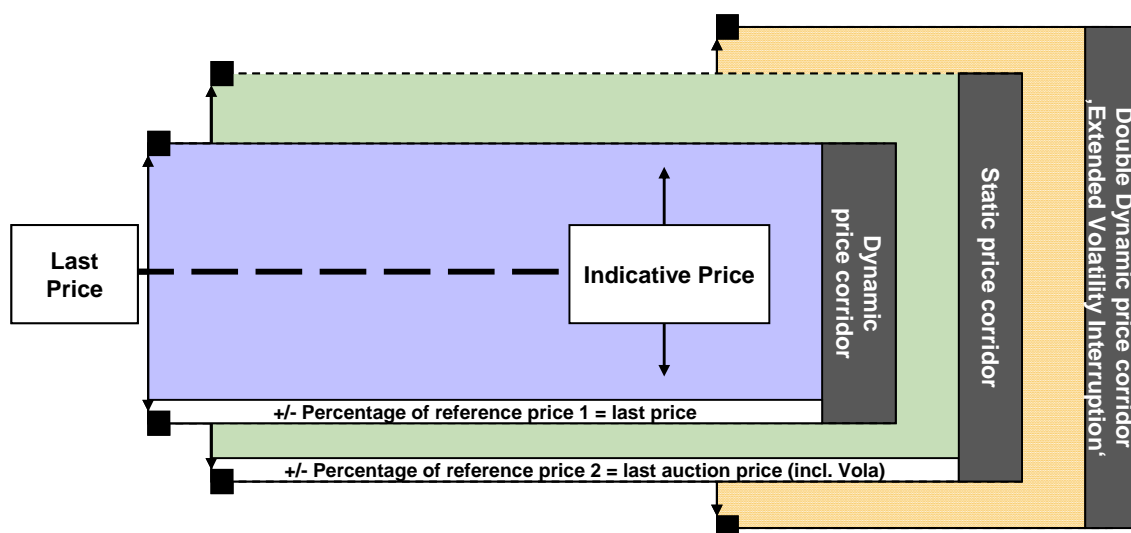 Last
Price
Indicative Price
Dynamic
price corridor
Static price corridor
Double Dynamic price corridor
‚Extended Volatility Interruption‘
+/- Percentage of reference price 1 = last price
+/- Percentage of reference price 2 = last auction price (incl. Vola)